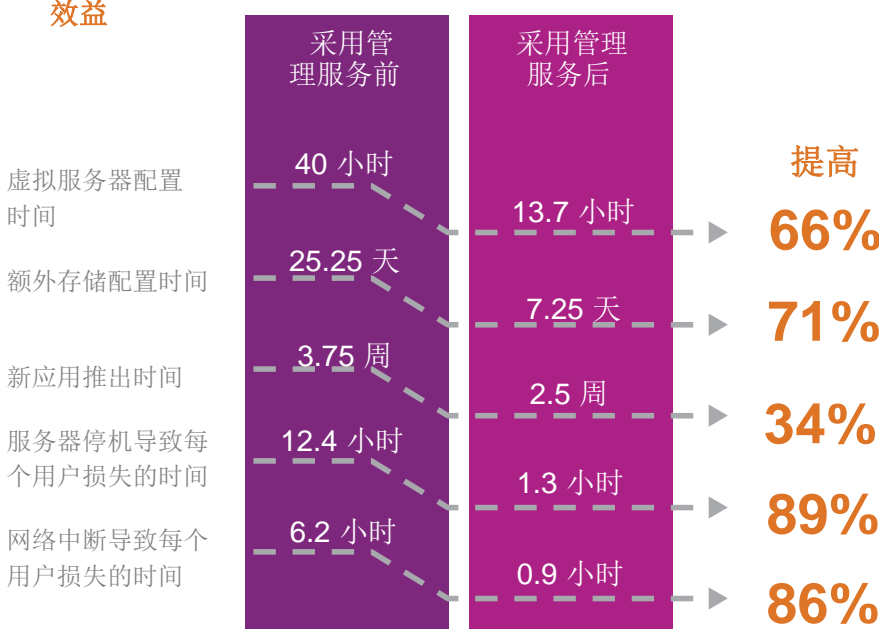 效益
采用管
理服务前
采用管理
服务后
提高
虚拟服务器配置
时间
40 小时
13.7 小时
66%
额外存储配置时间
25.25 天
7.25 天
71%
新应用推出时间
3.75 周
2.5 周
34%
服务器停机导致每
个用户损失的时间
12.4 小时
1.3 小时
89%
网络中断导致每个
用户损失的时间
6.2 小时
0.9 小时
86%